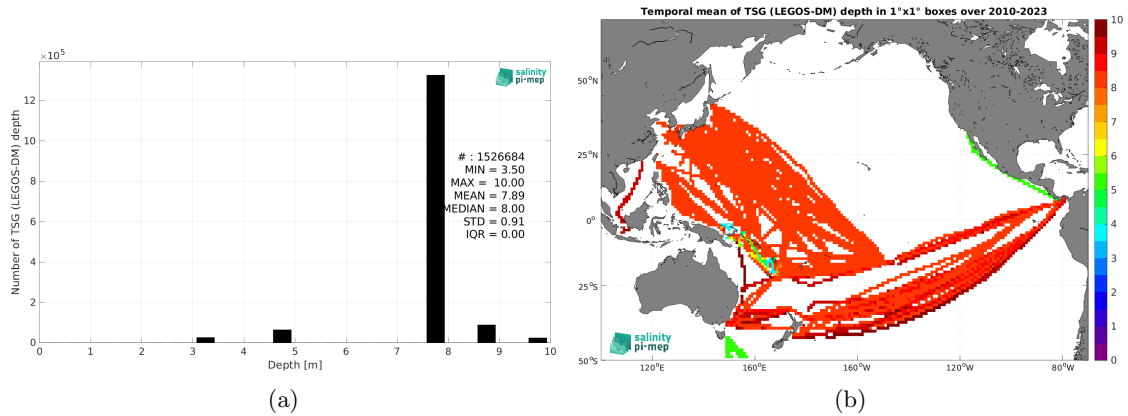 ×10⁵
salinity
pi-mep
12
10
8
6
4
2
0
Number of TSG (LEGOS-DM) depth
# : 1526684
MIN = 3.50
MAX = 10.00
MEAN = 7.89
MEDIAN = 8.00
STD = 0.91
IQR = 0.00
0 1 2 3 4 5 6 7 8 9 10
Depth [m]
(a)
Temporal mean of TSG (LEGOS-DM) depth in 1°x1° boxes over 2010-2023
50°N
25°N
0°
25°S
50°S
120°E 160°E 160°W 120°W 80°W
salinity
pi-mep
10
9
8
7
6
5
4
3
2
1
0
(b)